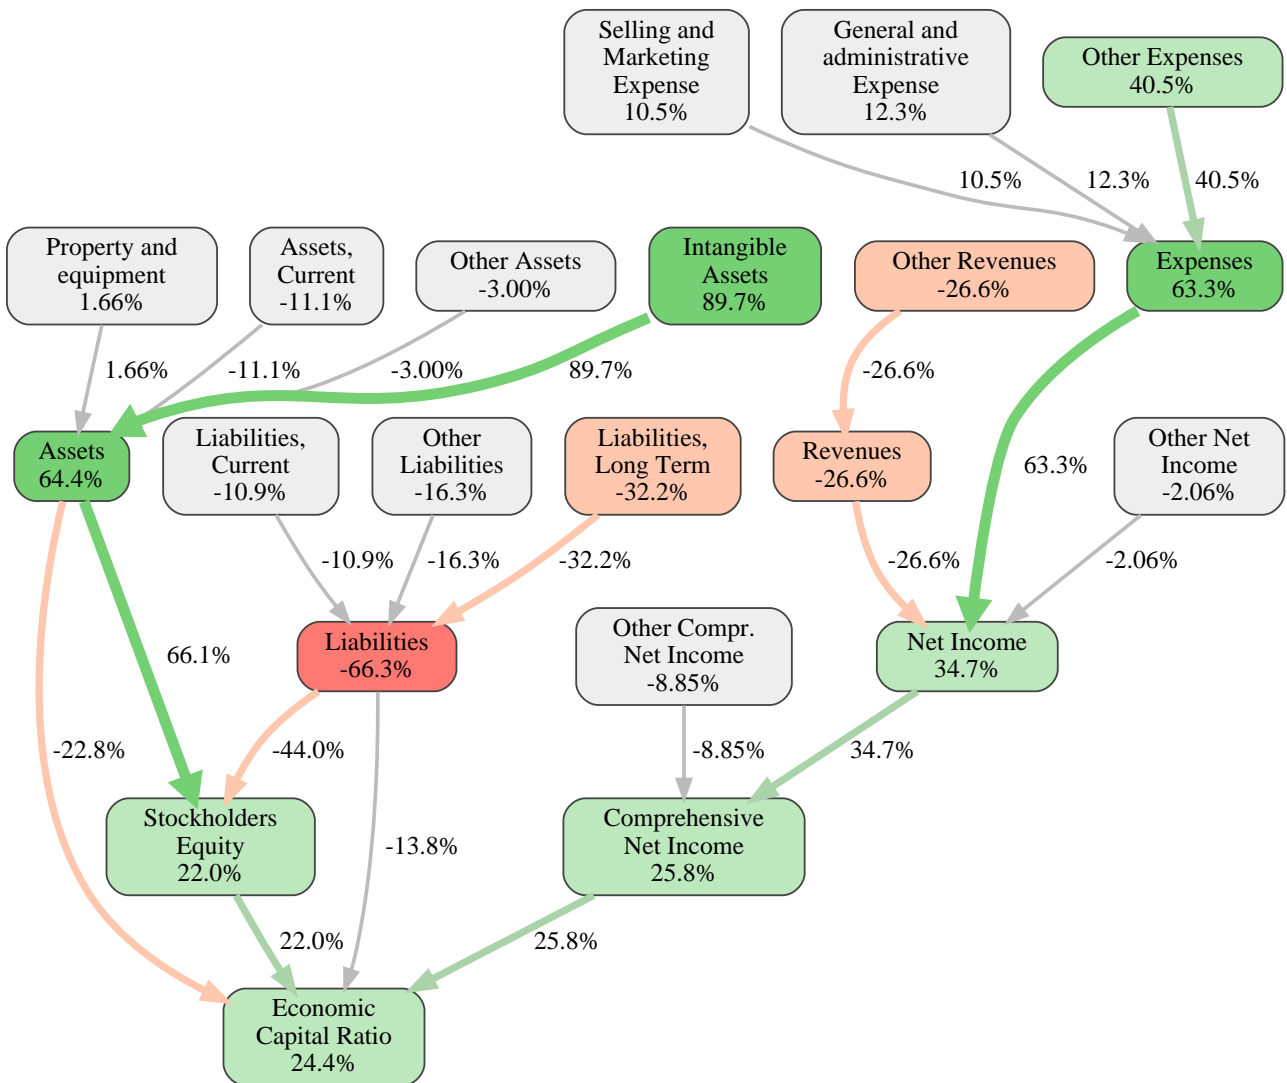 Selling and
Marketing
Expense
10.5%
General and
administrative
Expense
12.3%
Other Expenses
40.5%
10.5%
12.3%
40.5%
Property and
equipment
1.66%
Assets,
Current
-11.1%
Other Assets
-3.00%
Intangible
Assets
89.7%
Other Revenues
-26.6%
Expenses
63.3%
1.66%
-11.1%
-3.00%
89.7%
-26.6%
Assets
64.4%
Liabilities,
Current
-10.9%
Other
Liabilities
-16.3%
Liabilities,
Long Term
-32.2%
Revenues
-26.6%
63.3%
Other Net
Income
-2.06%
-10.9%
-16.3%
-32.2%
-26.6%
-2.06%
66.1%
Liabilities
-66.3%
Other Compr.
Net Income
-8.85%
Net Income
34.7%
-22.8%
-44.0%
-8.85%
34.7%
Stockholders
Equity
22.0%
-13.8%
Comprehensive
Net Income
25.8%
22.0%
25.8%
Economic
Capital Ratio
24.4%